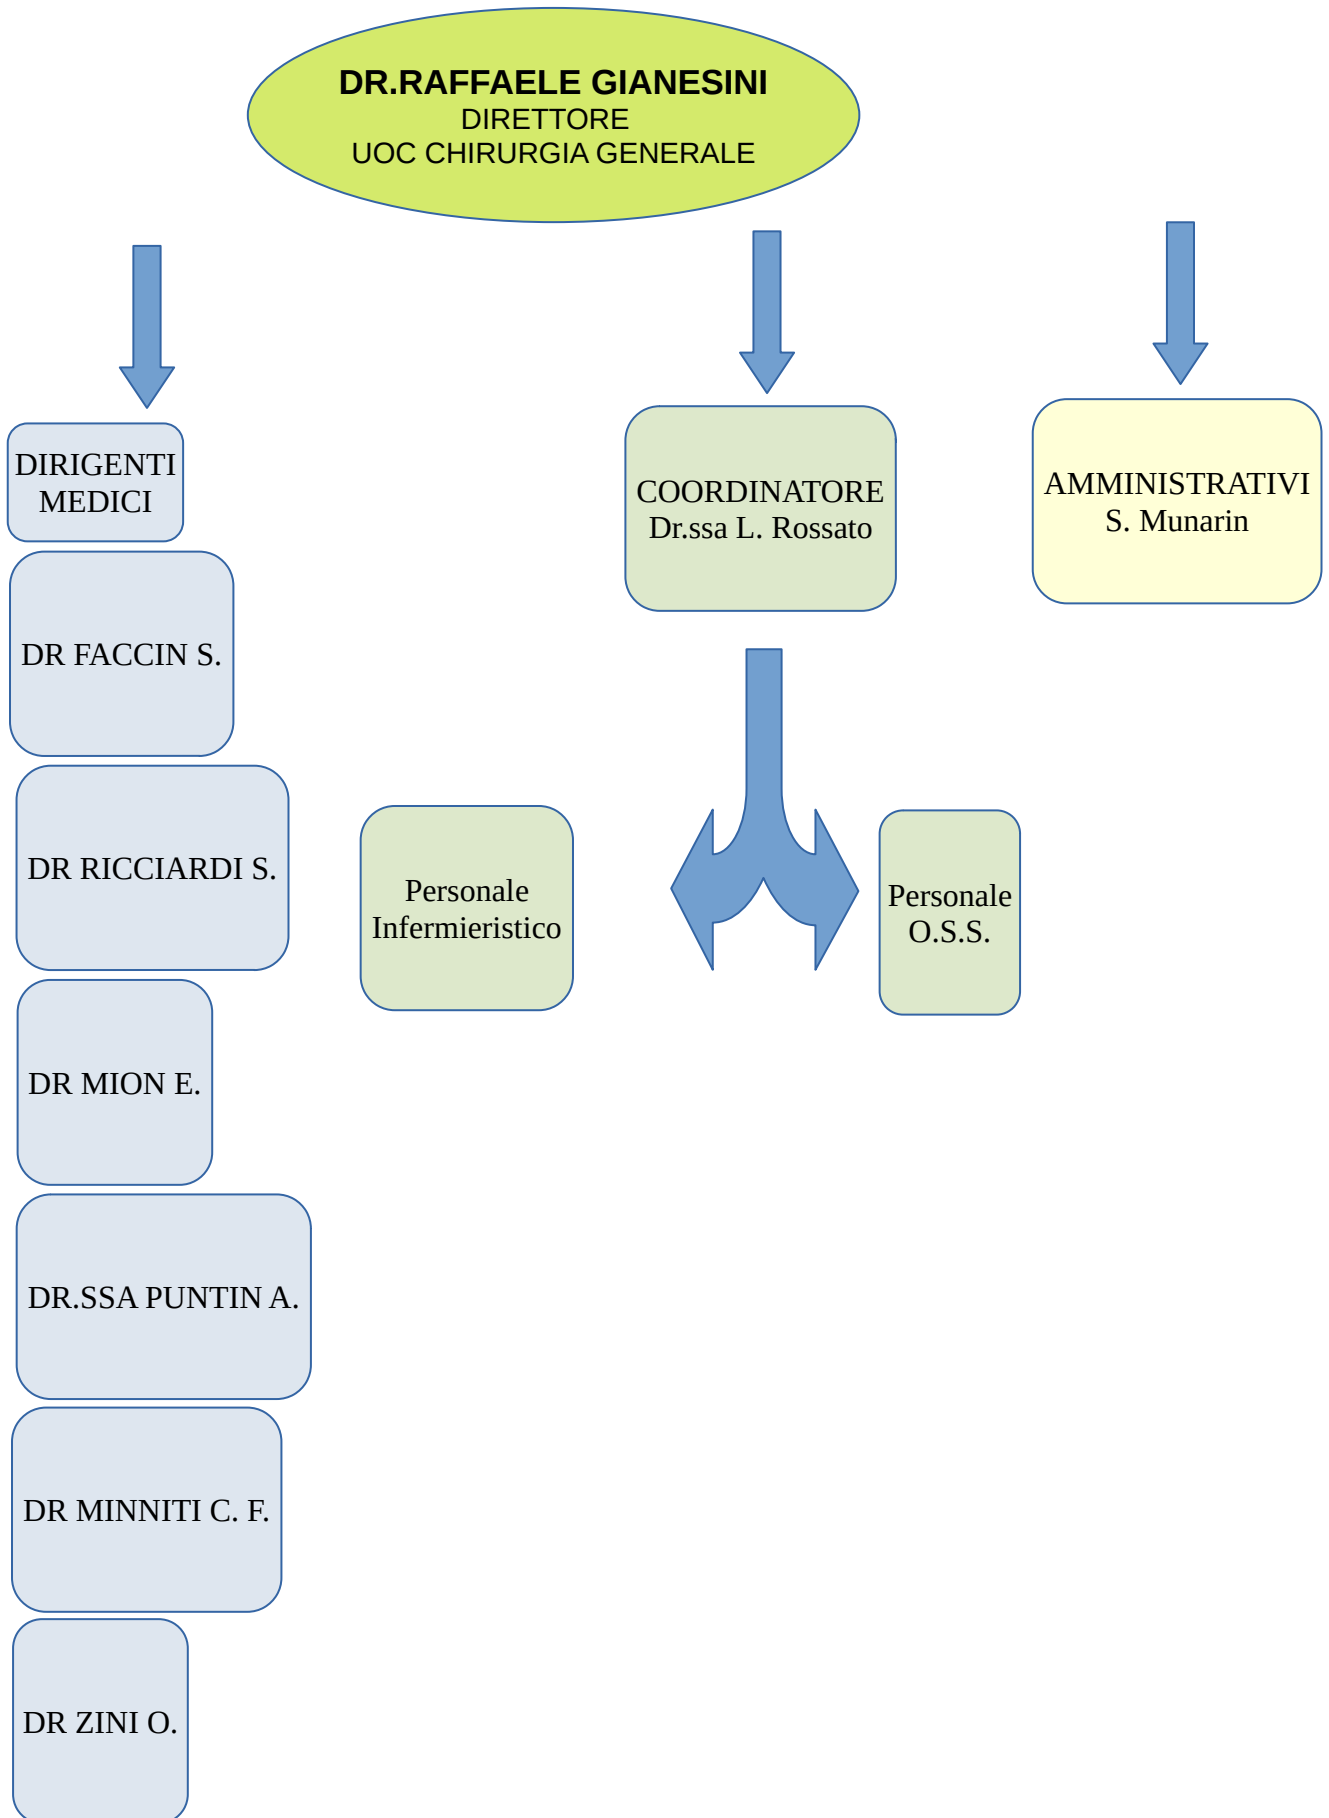 DR.RAFFAELE GIANESINI
DIRETTORE
UOC CHIRURGIA GENERALE
DIRIGENTI
MEDICI
COORDINATORE
Dr.ssa L. Rossato
AMMINISTRATIVI
S. Munarin
DR FACCIN S.
DR RICCIARDI S.
Personale
Infermieristico
Personale
O.S.S.
DR MION E.
DR.SSA PUNTIN A.
DR MINNITI C. F.
DR ZINI O.